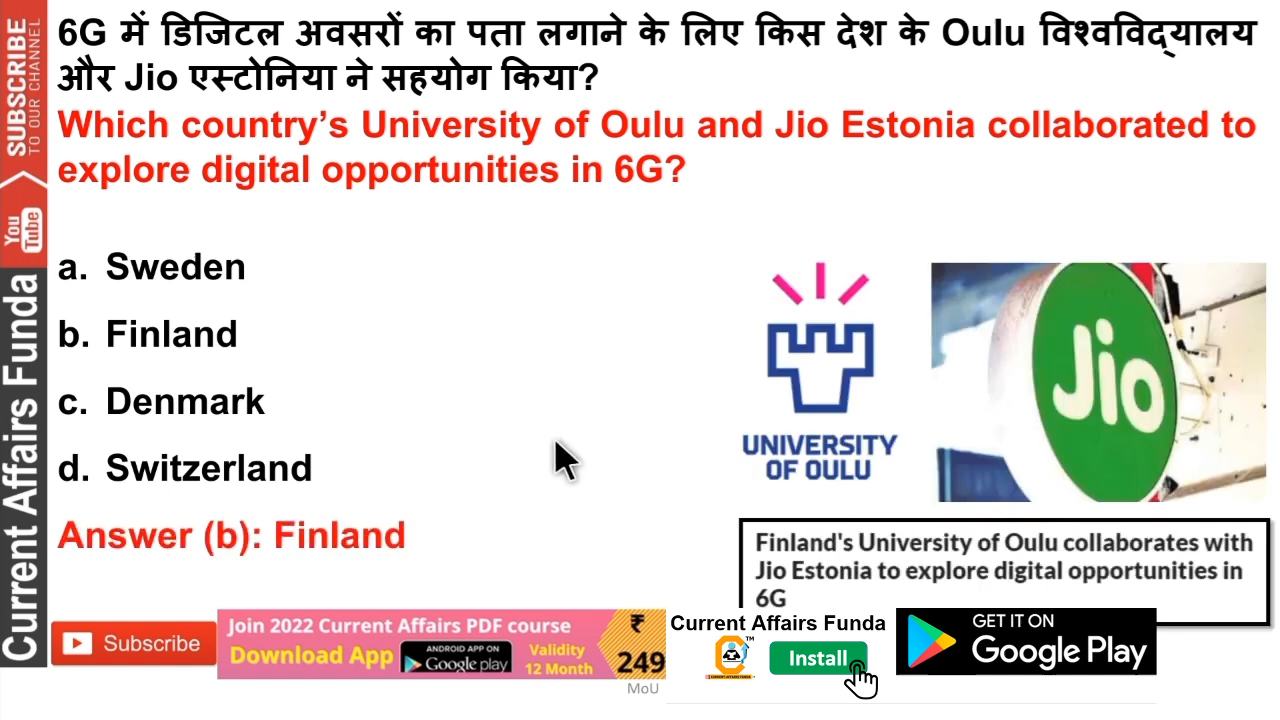 6G में डिजिटल अवसरों का पता लगाने के लिए किस देश के Oulu विश्वविद्यालय
और Jio एस्टोनिया ने सहयोग किया?
Which country’s University of Oulu and Jio Estonia collaborated to
explore digital opportunities in 6G?
a. Sweden
b. Finland
c. Denmark
d. Switzerland
Answer (b): Finland
UNIVERSITY
OF OULU
Jio
Finland's University of Oulu collaborates with
Jio Estonia to explore digital opportunities in
6G
SUBSCRIBE
TO OUR CHANNEL
You
Tube
Current Affairs Funda
Subscribe
Join 2022 Current Affairs PDF course
Download App
ANDROID APP ON
Google play
Validity
12 Month
₹
249
MoU
Current Affairs Funda
TM
CURRENT AFFAIRS FUNDA
Install
GET IT ON
Google Play